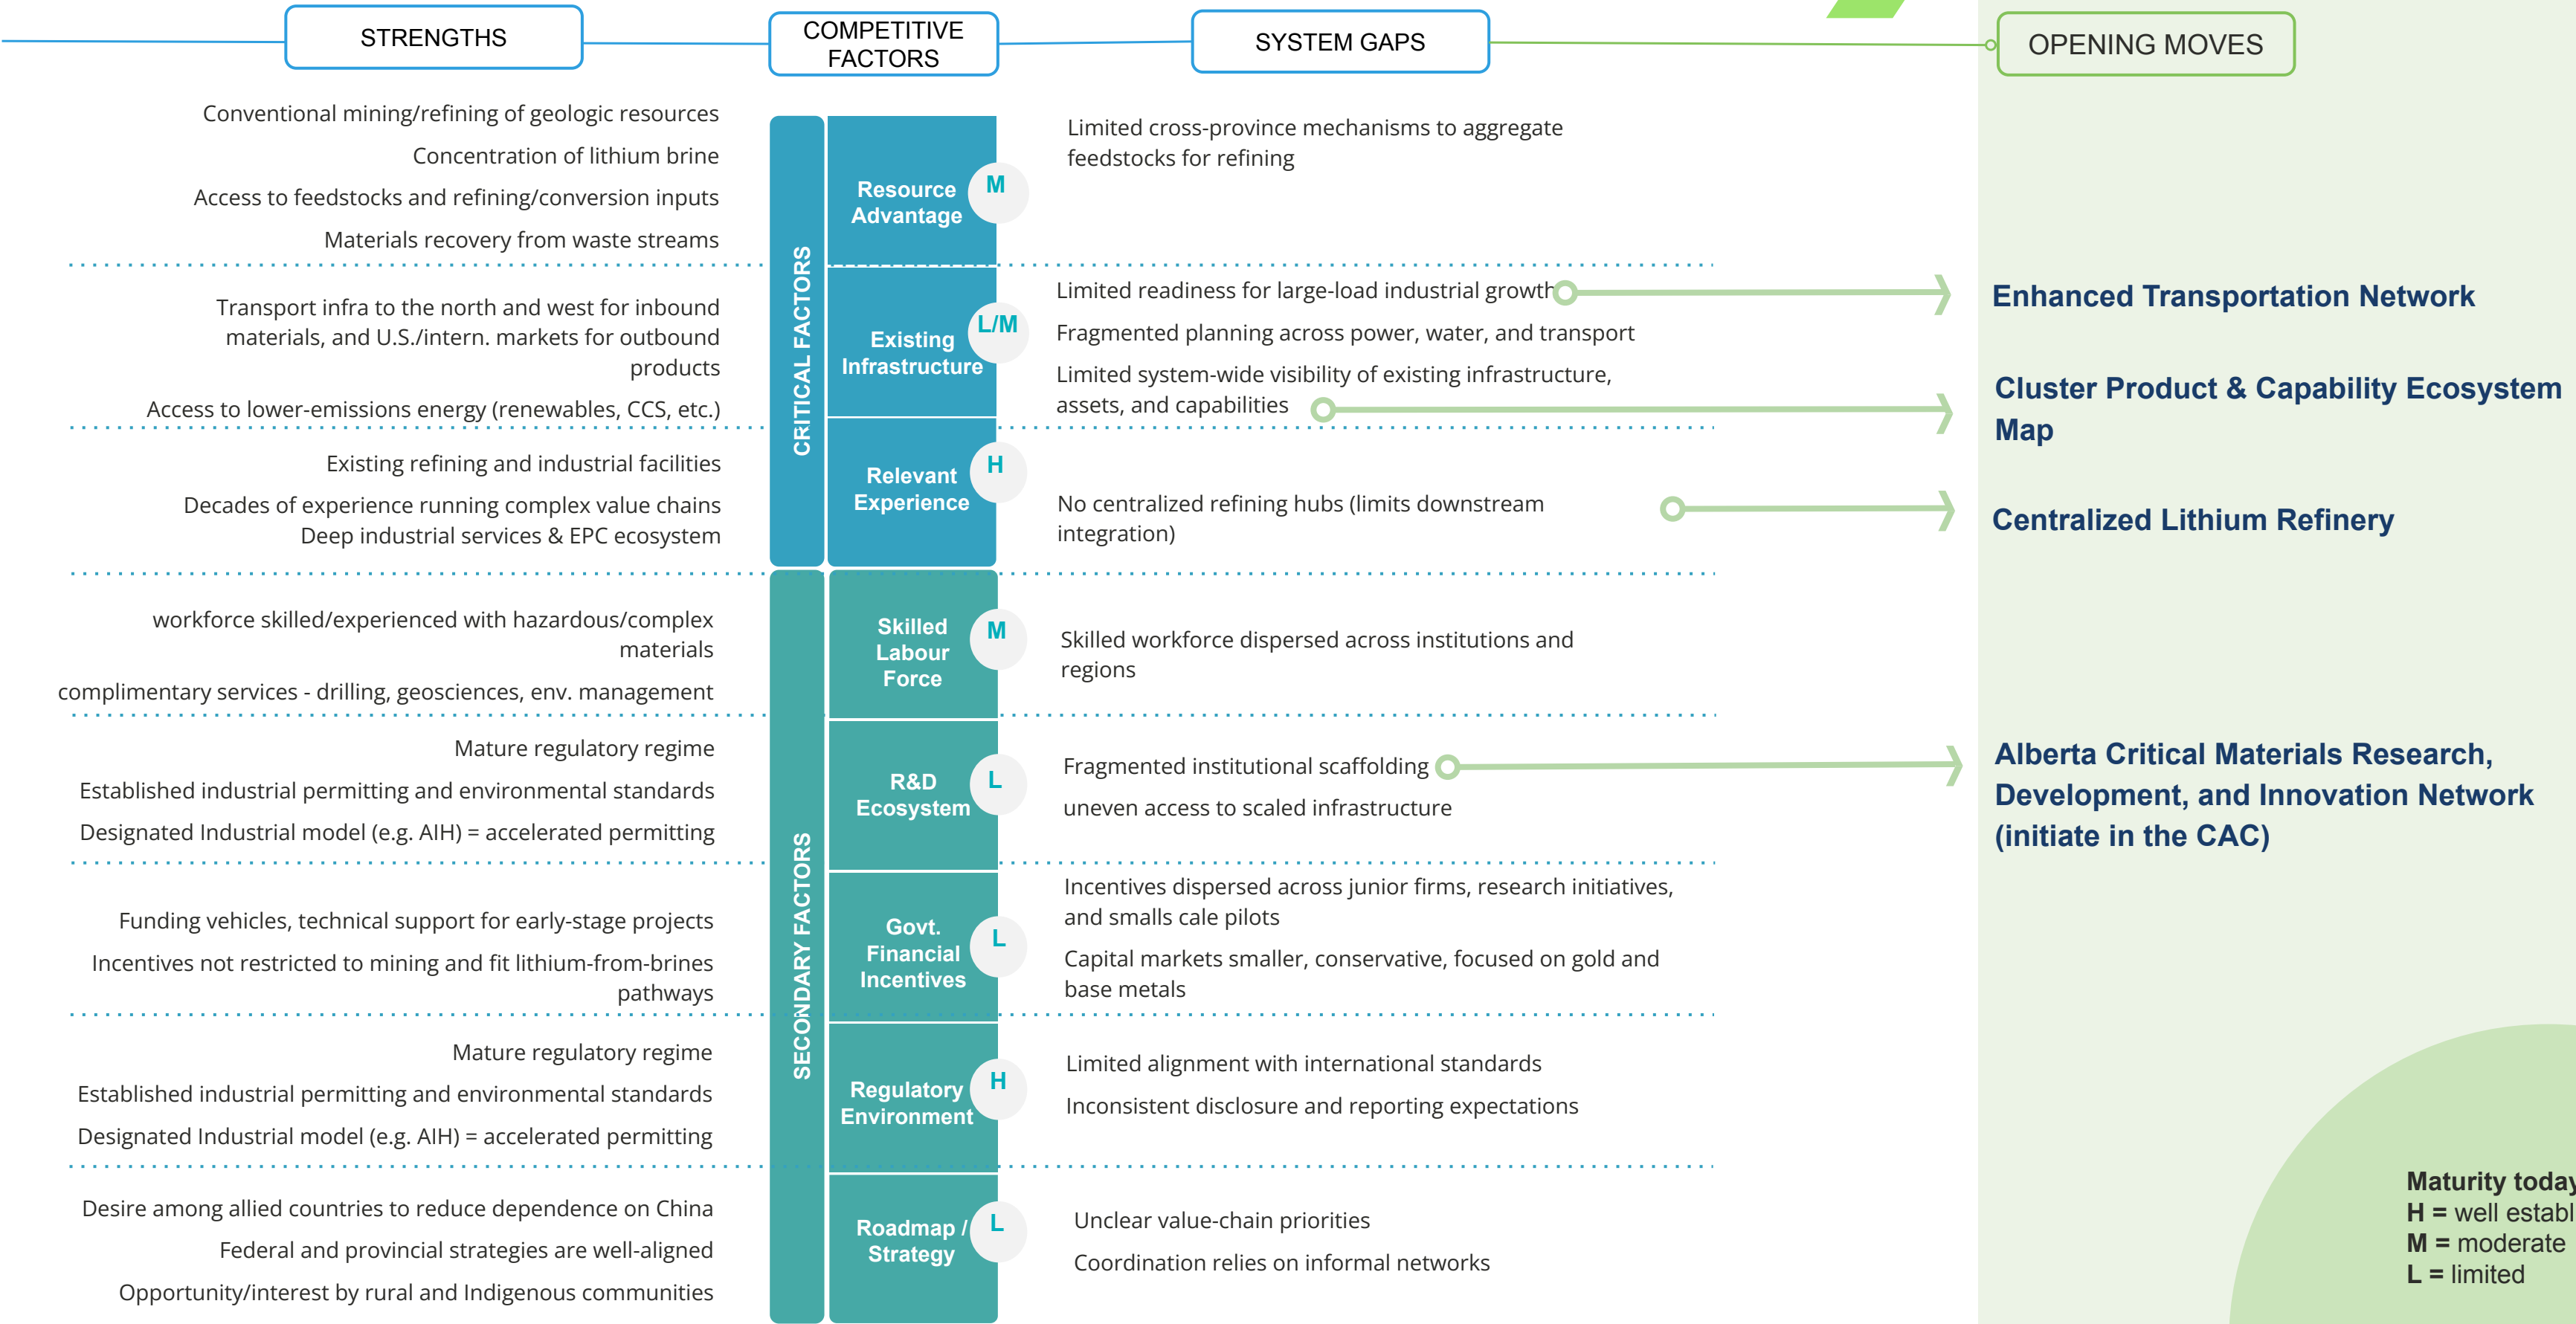 STRENGTHS
COMPETITIVE
FACTORS
SYSTEM GAPS
OPENING MOVES
CRITICAL FACTORS
Conventional mining/refining of geologic resources
Concentration of lithium brine
Access to feedstocks and refining/conversion inputs
Materials recovery from waste streams
Resource
Advantage
M
Limited cross-province mechanisms to aggregate
feedstocks for refining
Transport infra to the north and west for inbound
materials, and U.S./intern. markets for outbound
products
Access to lower-emissions energy (renewables, CCS, etc.)
Existing
Infrastructure
L/M
Limited readiness for large-load industrial growth
Fragmented planning across power, water, and transport
Limited system-wide visibility of existing infrastructure,
assets, and capabilities
Enhanced Transportation Network
Cluster Product & Capability Ecosystem
Map
Existing refining and industrial facilities
Decades of experience running complex value chains
Deep industrial services & EPC ecosystem
Relevant
Experience
H
No centralized refining hubs (limits downstream
integration)
Centralized Lithium Refinery
SECONDARY FACTORS
workforce skilled/experienced with hazardous/complex
materials
complimentary services - drilling, geosciences, env. management
Skilled
Labour
Force
M
Skilled workforce dispersed across institutions and
regions
Mature regulatory regime
Established industrial permitting and environmental standards
Designated Industrial model (e.g. AIH) = accelerated permitting
R&D
Ecosystem
L
Fragmented institutional scaffolding
uneven access to scaled infrastructure
Alberta Critical Materials Research,
Development, and Innovation Network
(initiate in the CAC)
Funding vehicles, technical support for early-stage projects
Incentives not restricted to mining and fit lithium-from-brines
pathways
Govt.
Financial
Incentives
L
Incentives dispersed across junior firms, research initiatives,
and smalls cale pilots
Capital markets smaller, conservative, focused on gold and
base metals
Mature regulatory regime
Established industrial permitting and environmental standards
Designated Industrial model (e.g. AIH) = accelerated permitting
Regulatory
Environment
H
Limited alignment with international standards
Inconsistent disclosure and reporting expectations
Desire among allied countries to reduce dependence on China
Federal and provincial strategies are well-aligned
Opportunity/interest by rural and Indigenous communities
Roadmap /
Strategy
L
Unclear value-chain priorities
Coordination relies on informal networks
Maturity today
H = well establ
M = moderate
L = limited